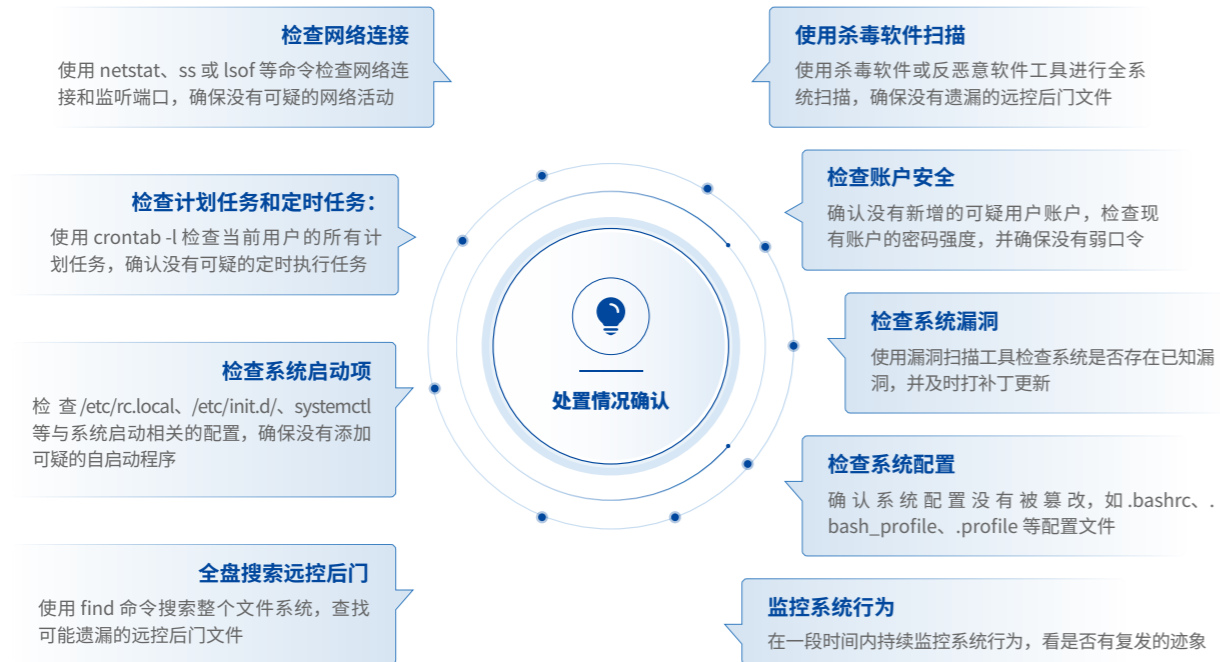 检查网络连接
使用 netstat、ss 或 lsof 等命令检查网络连
接和监听端口，确保没有可疑的网络活动
检查计划任务和定时任务：
使用 crontab -l 检查当前用户的所有计
划任务，确认没有可疑的定时执行任务
检查系统启动项
检 查 /etc/rc.local、/etc/init.d/、systemctl
等与系统启动相关的配置，确保没有添加
可疑的自启动程序
全盘搜索远控后门
使用 find 命令搜索整个文件系统，查找
可能遗漏的远控后门文件
处置情况确认
使用杀毒软件扫描
使用杀毒软件或反恶意软件工具进行全系
统扫描，确保没有遗漏的远控后门文件
检查账户安全
确认没有新增的可疑用户账户，检查现
有账户的密码强度，并确保没有弱口令
检查系统漏洞
使用漏洞扫描工具检查系统是否存在已知漏
洞，并及时打补丁更新
检查系统配置
确 认 系 统 配 置 没 有 被 篡 改，如 .bashrc、.
bash_profile、.profile 等配置文件
监控系统行为
在一段时间内持续监控系统行为，看是否有复发的迹象